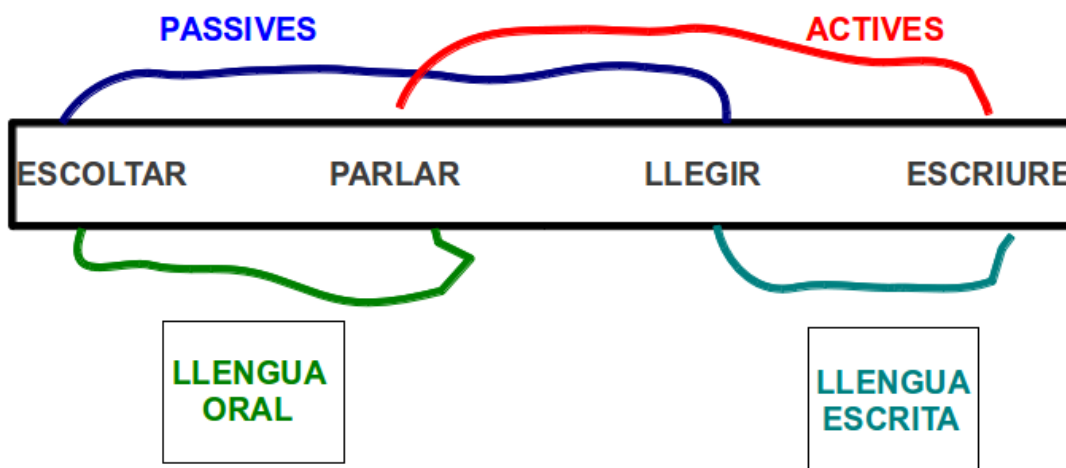 PASSIVES ACTIVES
ESCOLTAR PARLAR LLEGIR ESCRIURE
LLENGUA
ORAL
LLENGUA
ESCRITA